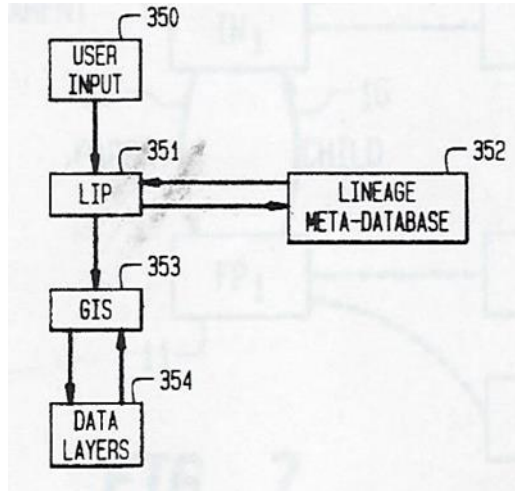 350
USER
INPUT
351
LIP
352
LINEAGE
META-DATABASE
353
GIS
354
DATA
LAYERS